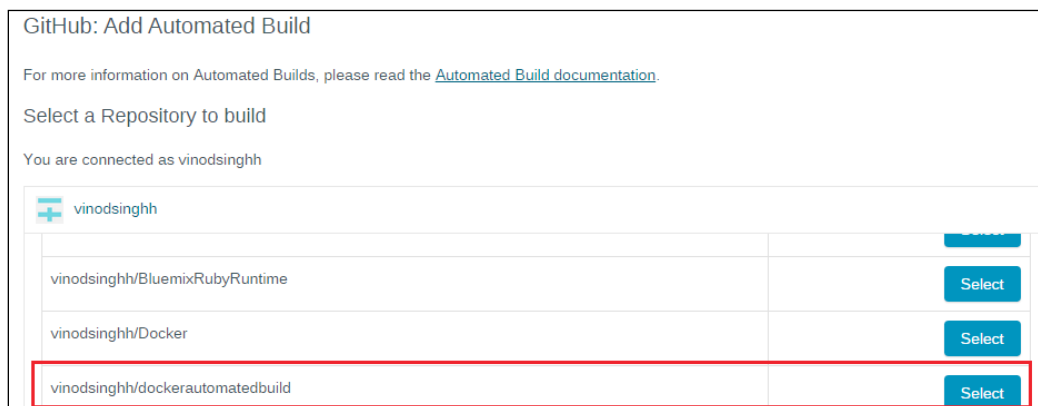 GitHub: Add Automated Build
For more information on Automated Builds, please read the Automated Build documentation.
Select a Repository to build
You are connected as vinodsinghh
vinodsinghh
vinodsinghh/BluemixRubyRuntime Select
vinodsinghh/Docker Select
vinodsinghh/dockerautomatedbuild Select